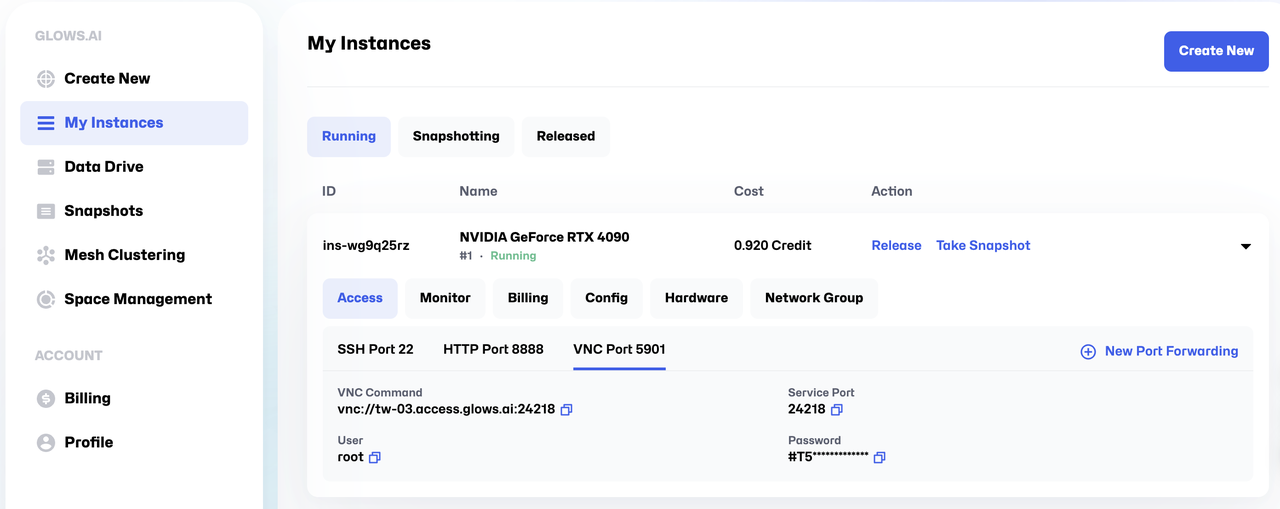 GLOWS.AI
Create New
My Instances
Data Drive
Snapshots
Mesh Clustering
Space Management
ACCOUNT
Billing
Profile
My Instances
Create New
Running Snapshotting Released
ID Name Cost Action
ins-wg9q25rz NVIDIA GeForce RTX 4090 0.920 Credit Release Take Snapshot
#1 · Running
Access Monitor Billing Config Hardware Network Group
SSH Port 22 HTTP Port 8888 VNC Port 5901 New Port Forwarding
VNC Command Service Port
vnc://tw-03.access.glows.ai:24218 24218
User Password
root #T5*************